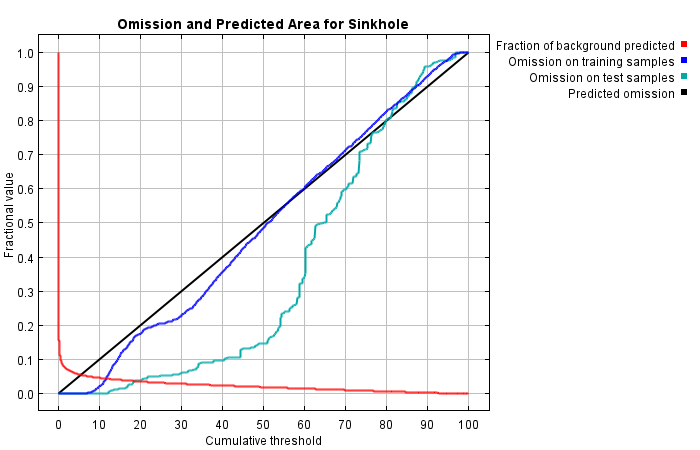 Omission and Predicted Area for Sinkhole
Fraction of background predicted
Omission on training samples
Omission on test samples
Predicted omission
Fractional value
1.0
0.9
0.8
0.7
0.6
0.5
0.4
0.3
0.2
0.1
0.0
0 10 20 30 40 50 60 70 80 90 100
Cumulative threshold